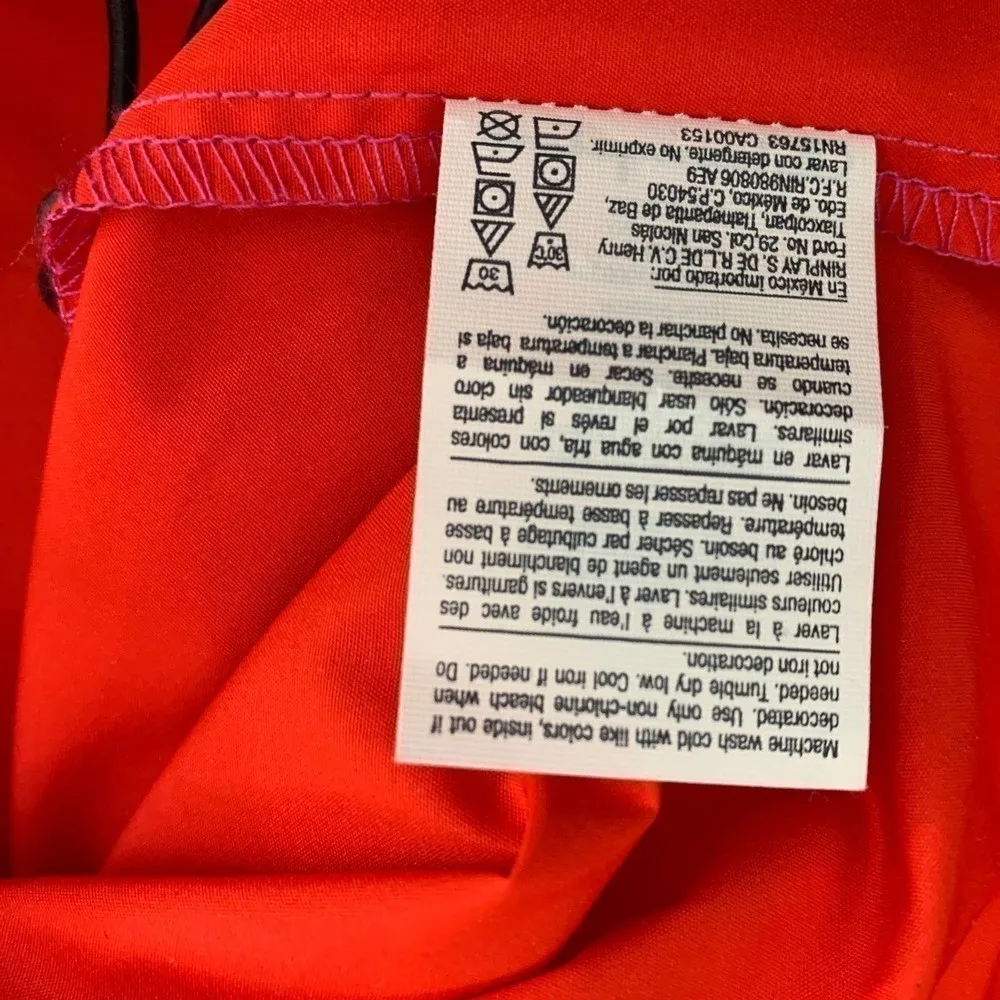 Machine wash cold with like colors, inside out if
decorated. Use only non-chlorine bleach when
needed. Tumble dry low. Cool iron if needed. Do
not iron decoration.
Laver à la machine à l'eau froide avec des
couleurs similaires. Laver à l'envers si garnitures.
Utiliser seulement un agent de blanchiment non
chloré au besoin. Sécher par culbutage à basse
température. Repasser à basse température au
besoin. Ne pas repasser les ornements.
Lavar en máquina con agua fría, con colores
similares. Lavar por el revés si presenta
decoración. Sólo usar blanqueador sin cloro
cuando se necesite. Secar en máquina a
temperatura baja. Planchar a temperatura baja si
se necesita. No planchar la decoración.
En México importado por:
RINPLAY S. DE R.L.DE C.V. Henry
Ford No. 29,Col. San Nicolás
Tlaxcolpan, Tlalnepantla de Baz,
Edo. de México, C.P.54030
R.F.C.RIN980806 AE9
Lavar con detergente. No exprimir.
RN15763 CA00153
30
30°C